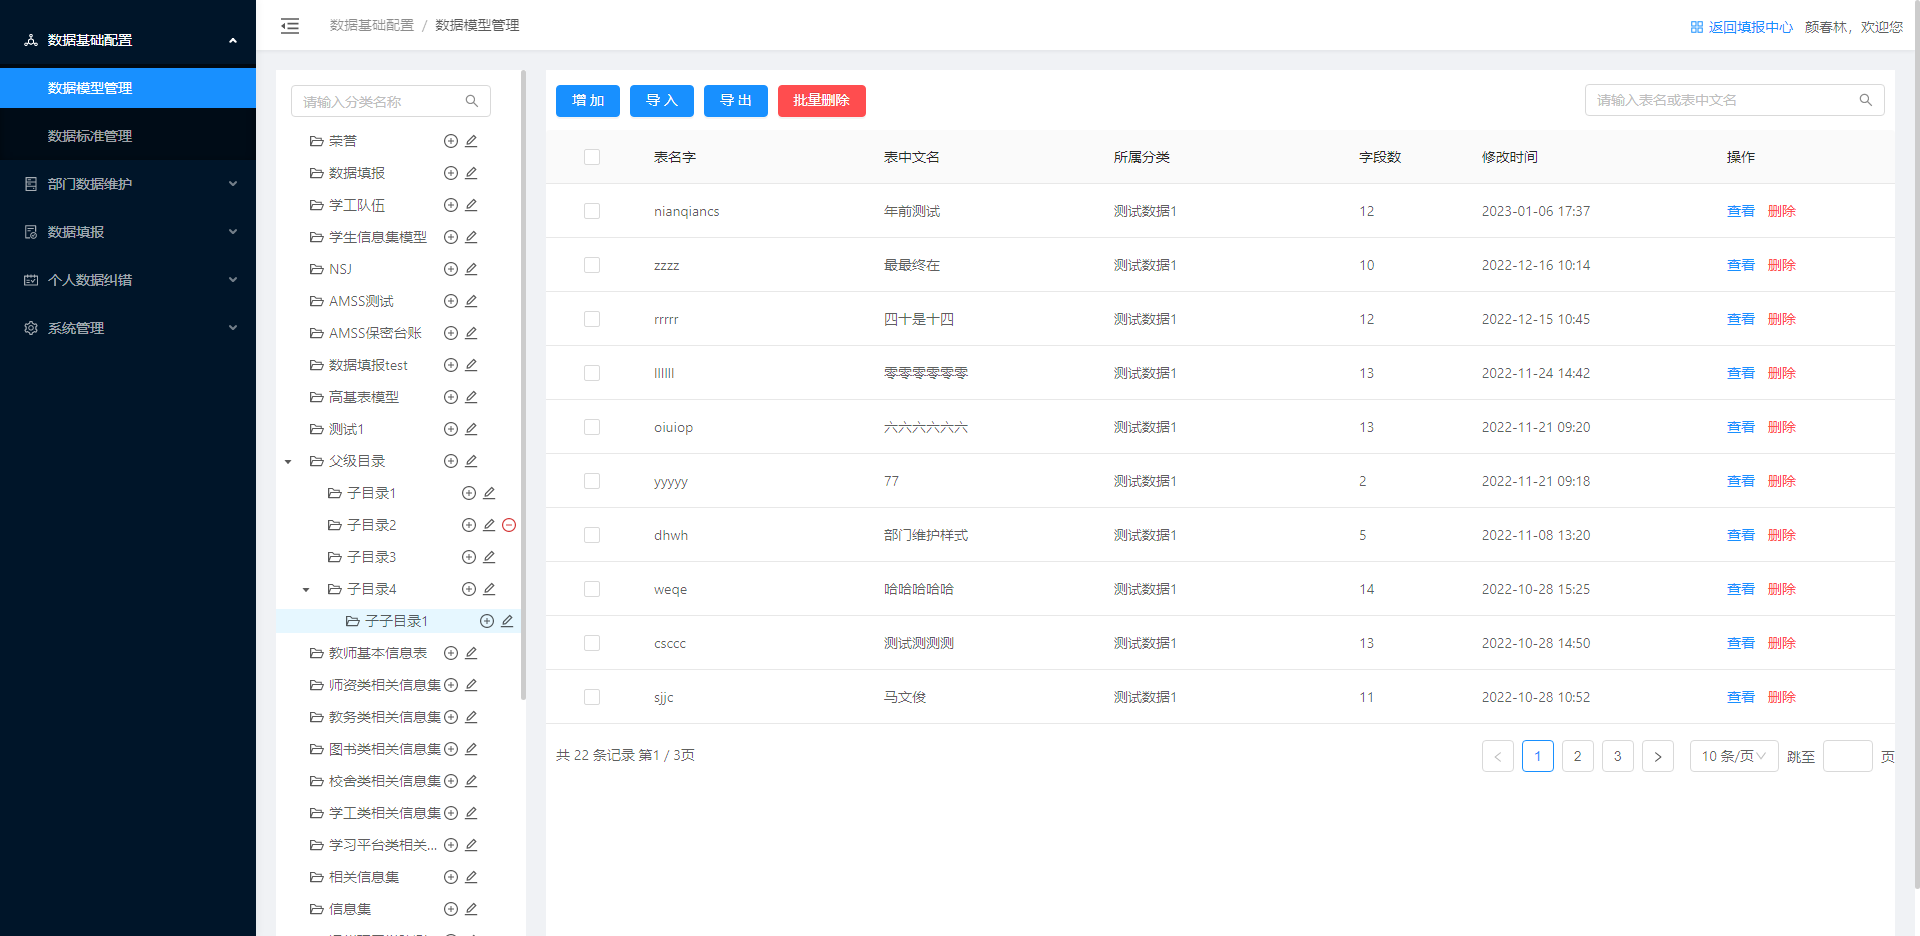 数据基础配置
数据模型管理
数据标准管理
部门数据维护
数据填报
个人数据纠错
系统管理
数据基础配置 / 数据模型管理
返回填报中心 颜春林，欢迎您
请输入分类名称
荣誉
数据填报
学工队伍
学生信息集模型
NSJ
AMSS测试
AMSS保密台账
数据填报test
高基表模型
测试1
父级目录
子目录1
子目录2
子目录3
子目录4
子子目录1
教师基本信息表
师资类相关信息集
教务类相关信息集
图书类相关信息集
校舍类相关信息集
学工类相关信息集
学习平台类相关...
相关信息集
信息集
增 加 导 入 导 出 批量删除
请输入表名或表中文名
表名字 表中文名 所属分类 字段数 修改时间 操作
nianqiancs 年前测试 测试数据1 12 2023-01-06 17:37 查看 删除
zzzz 最最终在 测试数据1 10 2022-12-16 10:14 查看 删除
rrrrr 四十是十四 测试数据1 12 2022-12-15 10:45 查看 删除
llllll 零零零零零零 测试数据1 13 2022-11-24 14:42 查看 删除
oiuiop 六六六六六六 测试数据1 13 2022-11-21 09:20 查看 删除
yyyyy 77 测试数据1 2 2022-11-21 09:18 查看 删除
dhwh 部门维护样式 测试数据1 5 2022-11-08 13:20 查看 删除
weqe 哈哈哈哈哈 测试数据1 14 2022-10-28 15:25 查看 删除
csccc 测试测测测 测试数据1 13 2022-10-28 14:50 查看 删除
sjjc 马文俊 测试数据1 11 2022-10-28 10:52 查看 删除
共 22 条记录 第1 / 3页
1 2 3 10 条/页 跳至 页